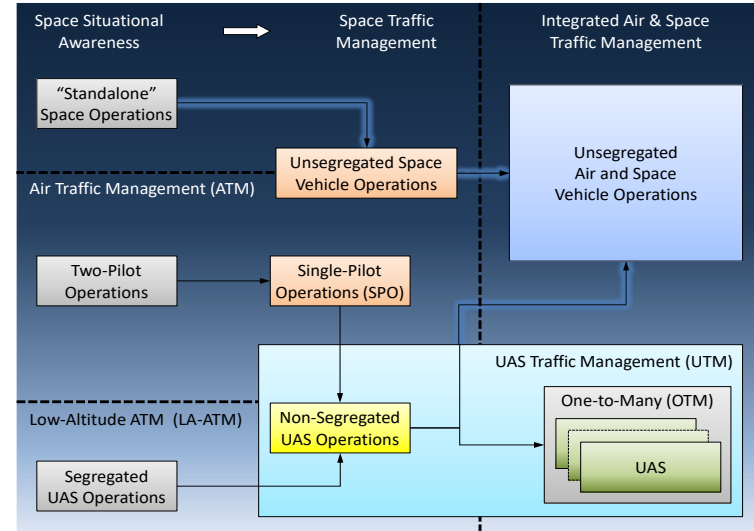 Space Situational
Awareness
Space Traffic
Management
Integrated Air & Space
Traffic Management
“Standalone”
Space Operations
Unsegregated Space
Vehicle Operations
Unsegregated
Air and Space
Vehicle Operations
Air Traffic Management (ATM)
Two-Pilot
Operations
Single-Pilot
Operations (SPO)
UAS Traffic Management (UTM)
Low-Altitude ATM (LA-ATM)
Non-Segregated
UAS Operations
One-to-Many (OTM)
UAS
Segregated
UAS Operations